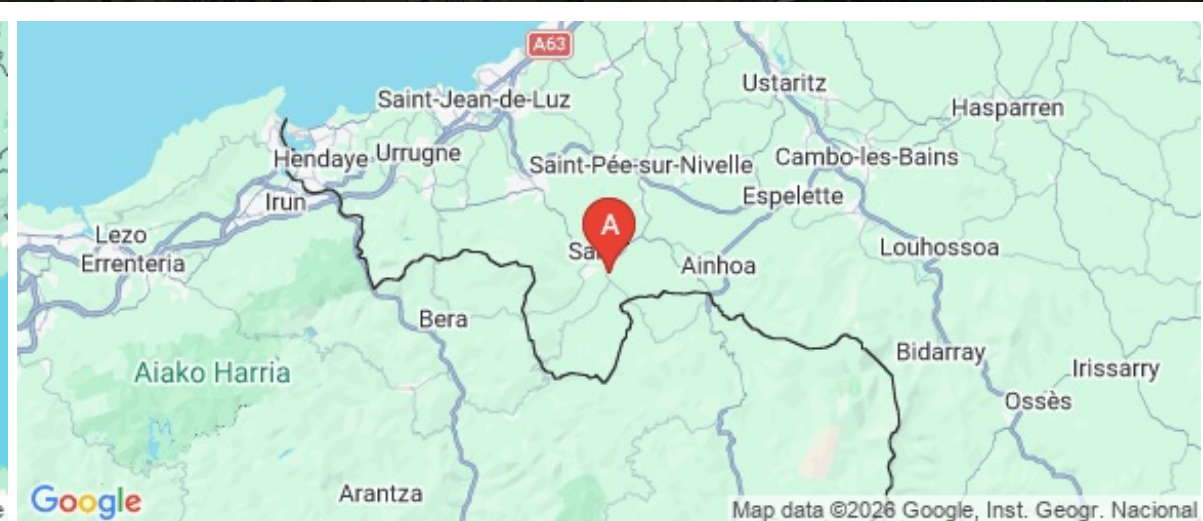 A63
Ustaritz
Saint-Jean-de-Luz
Hasparren
Hendaye
Urrugne
Saint-Pée-sur-Nivelle
Cambo-les-Bains
Irun
Espelette
A
Lezo
Errenteria
Ainhoa
Louhossoa
Bera
Bidarray
Aiako Harria
Irissarry
Ossès
Arantza
Google
Map data ©2026 Google, Inst. Geogr. Nacional